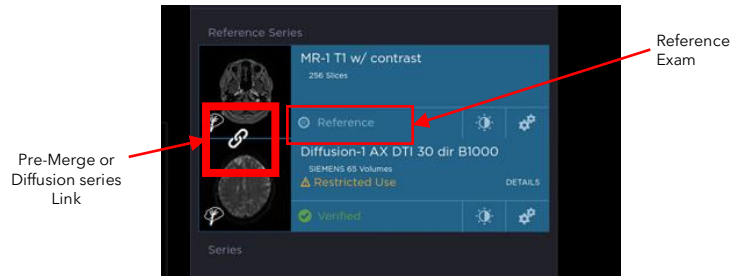 Reference Series
MR-1 T1 w/ contrast
256 Slices
Reference
Exam
Reference
Diffusion-1 AX DTI 30 dir B1000
SIEMENS 65 Volumes
Restricted Use
DETAILS
Pre-Merge or
Diffusion series
Link
Verified
Series